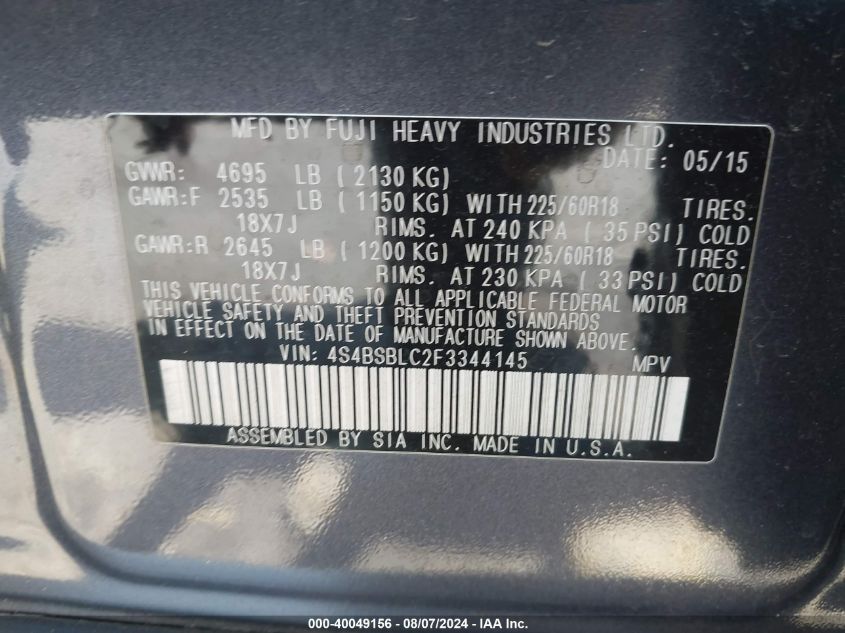 MFD BY FUJI HEAVY INDUSTRIES LTD.
DATE: 05/15
GVWR: 4695 LB ( 2130 KG)
GAWR:F 2535 LB ( 1150 KG) WITH 225/60R18 TIRES.
18X7J RIMS. AT 240 KPA ( 35 PSI) COLD
GAWR:R 2645 LB ( 1200 KG) WITH 225/60R18 TIRES.
18X7J RIMS. AT 230 KPA ( 33 PSI) COLD
THIS VEHICLE CONFORMS TO ALL APPLICABLE FEDERAL MOTOR
VEHICLE SAFETY AND THEFT PREVENTION STANDARDS
IN EFFECT ON THE DATE OF MANUFACTURE SHOWN ABOVE.
VIN: 4S4BSBLC2F3344145 MPV
ASSEMBLED BY SIA INC. MADE IN U.S.A.
000-40049156 - 08/07/2024 - IAA Inc.